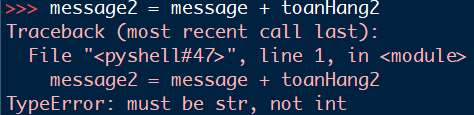 >>> message2 = message + toanHang2
Traceback (most recent call last):
  File "<pyshell#47>", line 1, in <module>
    message2 = message + toanHang2
TypeError: must be str, not int